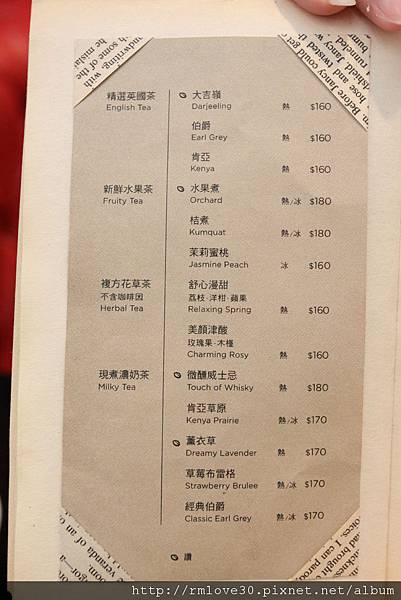 精選英國茶
English Tea
大吉嶺
Darjeeling 熱 $160
伯爵
Earl Grey 熱 $160
肯亞
Kenya 熱 $160
新鮮水果茶
Fruity Tea
水果煮
Orchard 熱/冰 $180
桔煮
Kumquat 熱/冰 $180
茉莉蜜桃
Jasmine Peach 冰 $160
複方花草茶
不含咖啡因
Herbal Tea
舒心漫甜
荔枝·洋柑·蘋果
Relaxing Spring 熱 $160
美顏津酸
玫瑰果·木槿
Charming Rosy 熱 $160
現煮濃奶茶
Milky Tea
微醺威士忌
Touch of Whisky 熱 $180
肯亞草原
Kenya Prairie 熱/冰 $170
薰衣草
Dreamy Lavender 熱 $170
草莓布雷格
Strawberry Brulee 熱/冰 $170
經典伯爵
Classic Earl Grey 熱/冰 $170
讚
http://rmlove30.pixnet.net/album